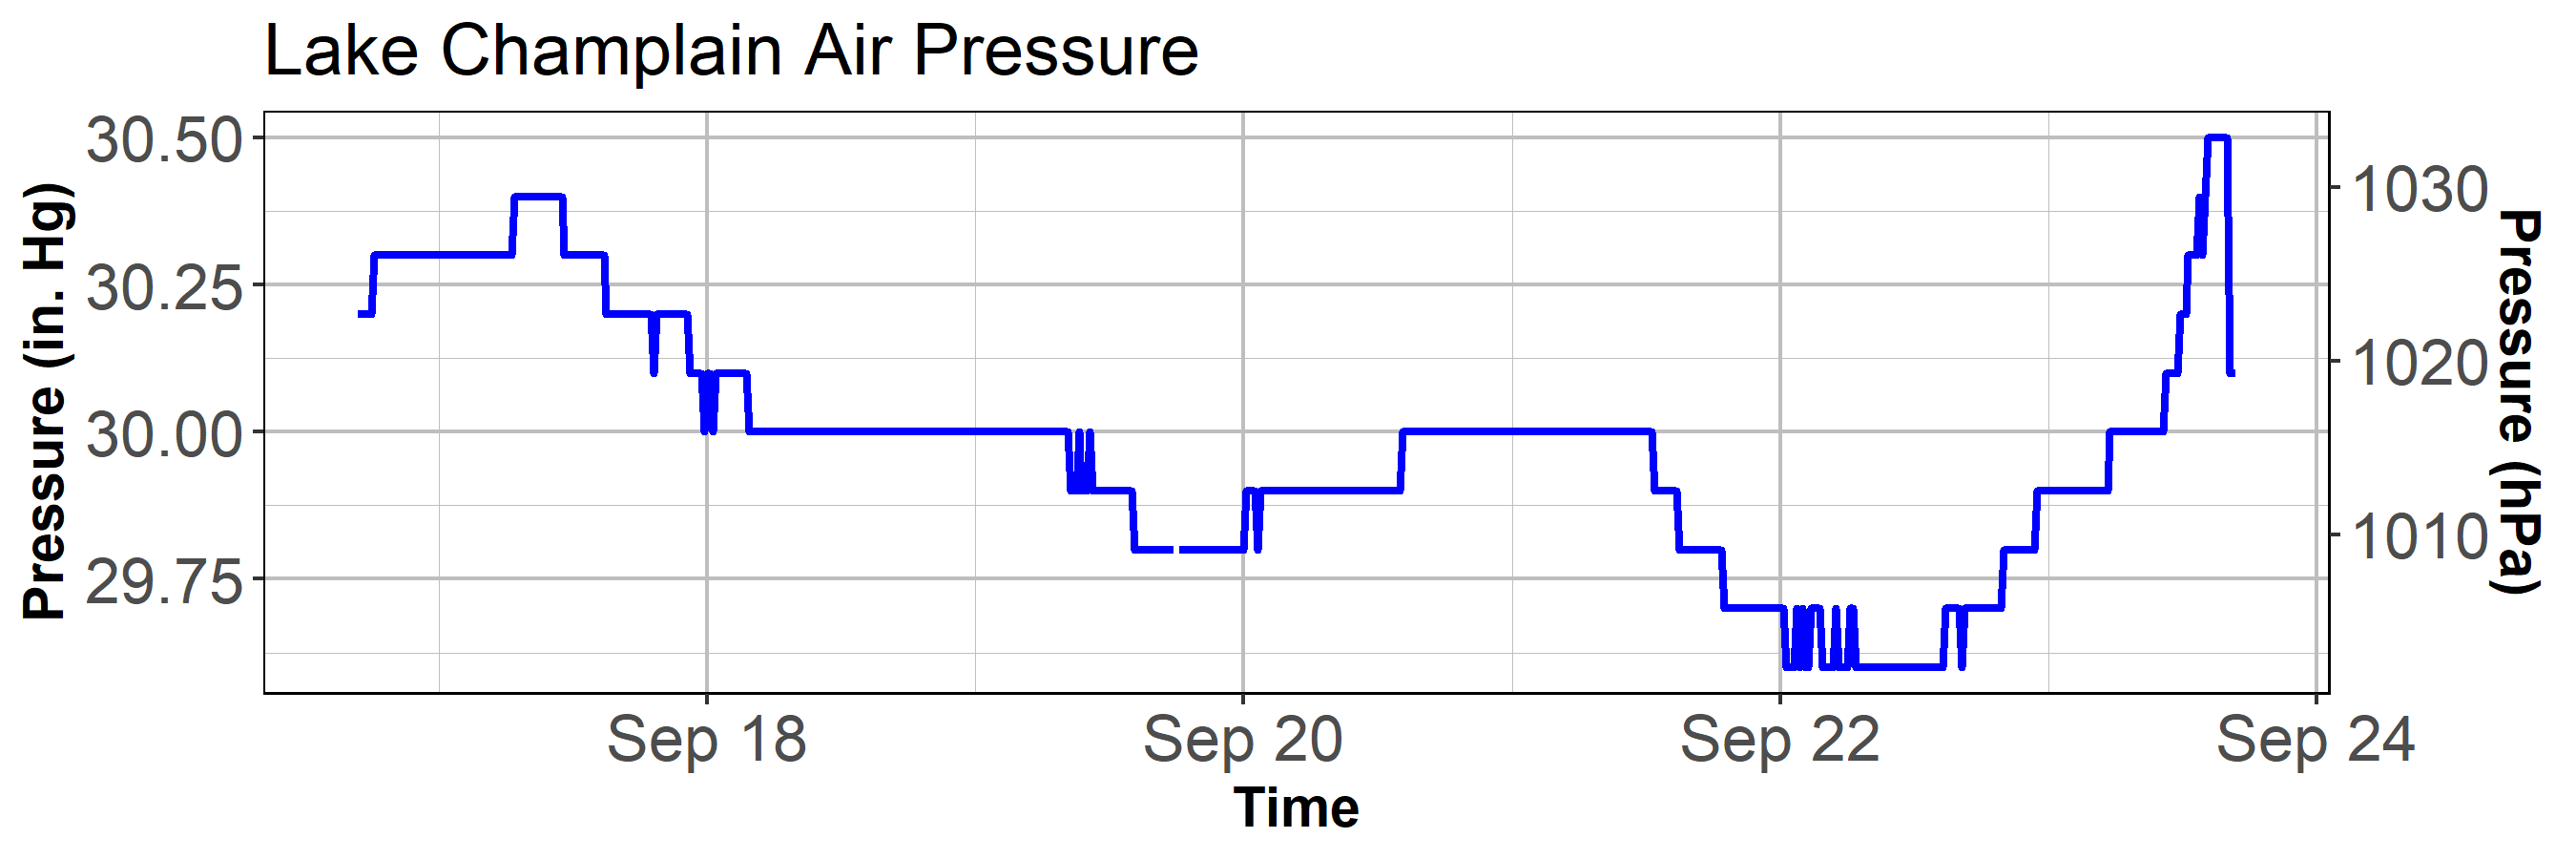 Lake Champlain Air Pressure
30.50
30.25
30.00
29.75
Pressure (in. Hg)
1030
1020
1010
Pressure (hPa)
Sep 18
Sep 20
Sep 22
Sep 24
Time